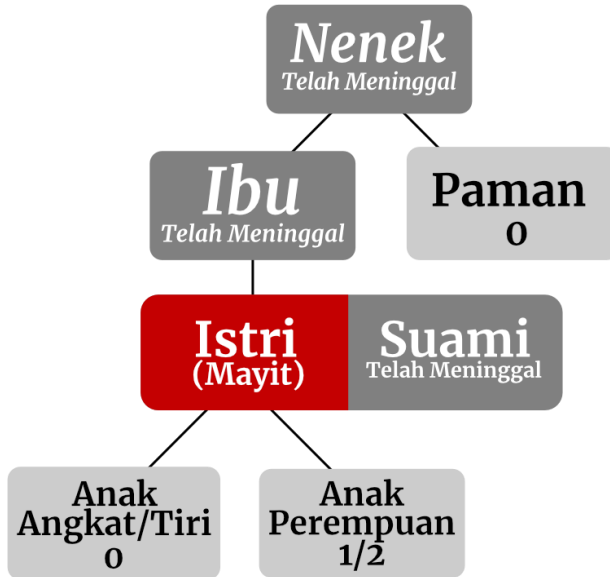 Nenek
Telah Meninggal
Ibu
Telah Meninggal
Paman
0
Istri
(Mayit)
Suami
Telah Meninggal
Anak
Angkat/Tiri
0
Anak
Perempuan
1/2